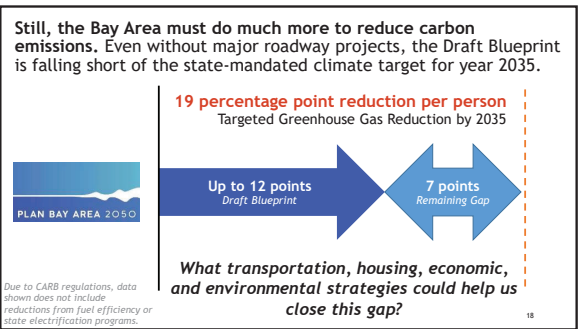 Still, the Bay Area must do much more to reduce carbon
emissions. Even without major roadway projects, the Draft Blueprint
is falling short of the state-mandated climate target for year 2035.
19 percentage point reduction per person
Targeted Greenhouse Gas Reduction by 2035
Up to 12 points
Draft Blueprint
7 points
Remaining Gap
PLAN BAY AREA 2050
What transportation, housing, economic,
and environmental strategies could help us
close this gap?
Due to CARB regulations, data
shown does not include
reductions from fuel efficiency or
state electrification programs.
18